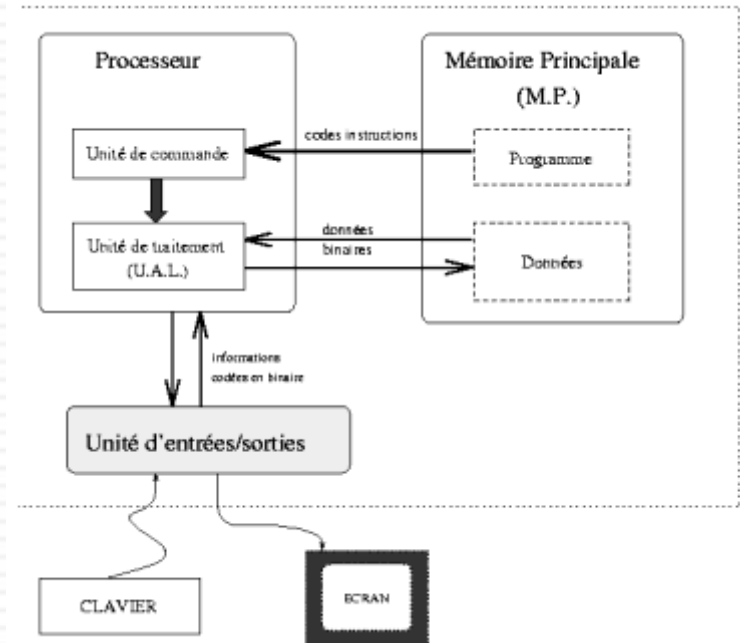 Processeur
Mémoire Principale
(M.P.)
codes instructions
Unité de commande
Programme
données
binaires
Unité de traitement
(U.A.L.)
Données
informations
codées en binaire
Unité d'entrées/sorties
CLAVIER
ECRAN